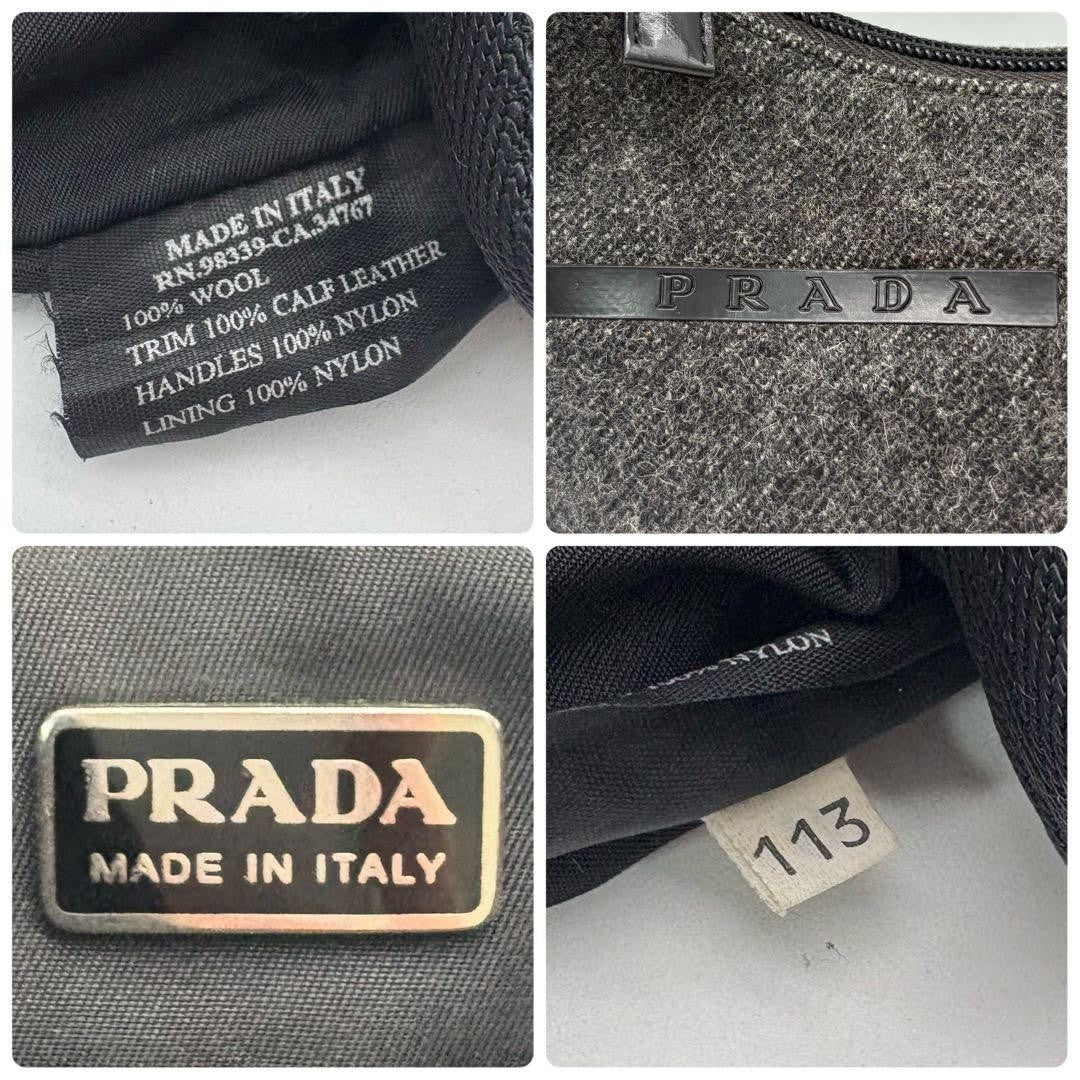 MADE IN ITALY
RN.98339-CA.34767
100% WOOL
TRIM 100% CALF LEATHER
HANDLES 100% NYLON
LINING 100% NYLON
PRADA
PRADA
MADE IN ITALY
NYLON
113